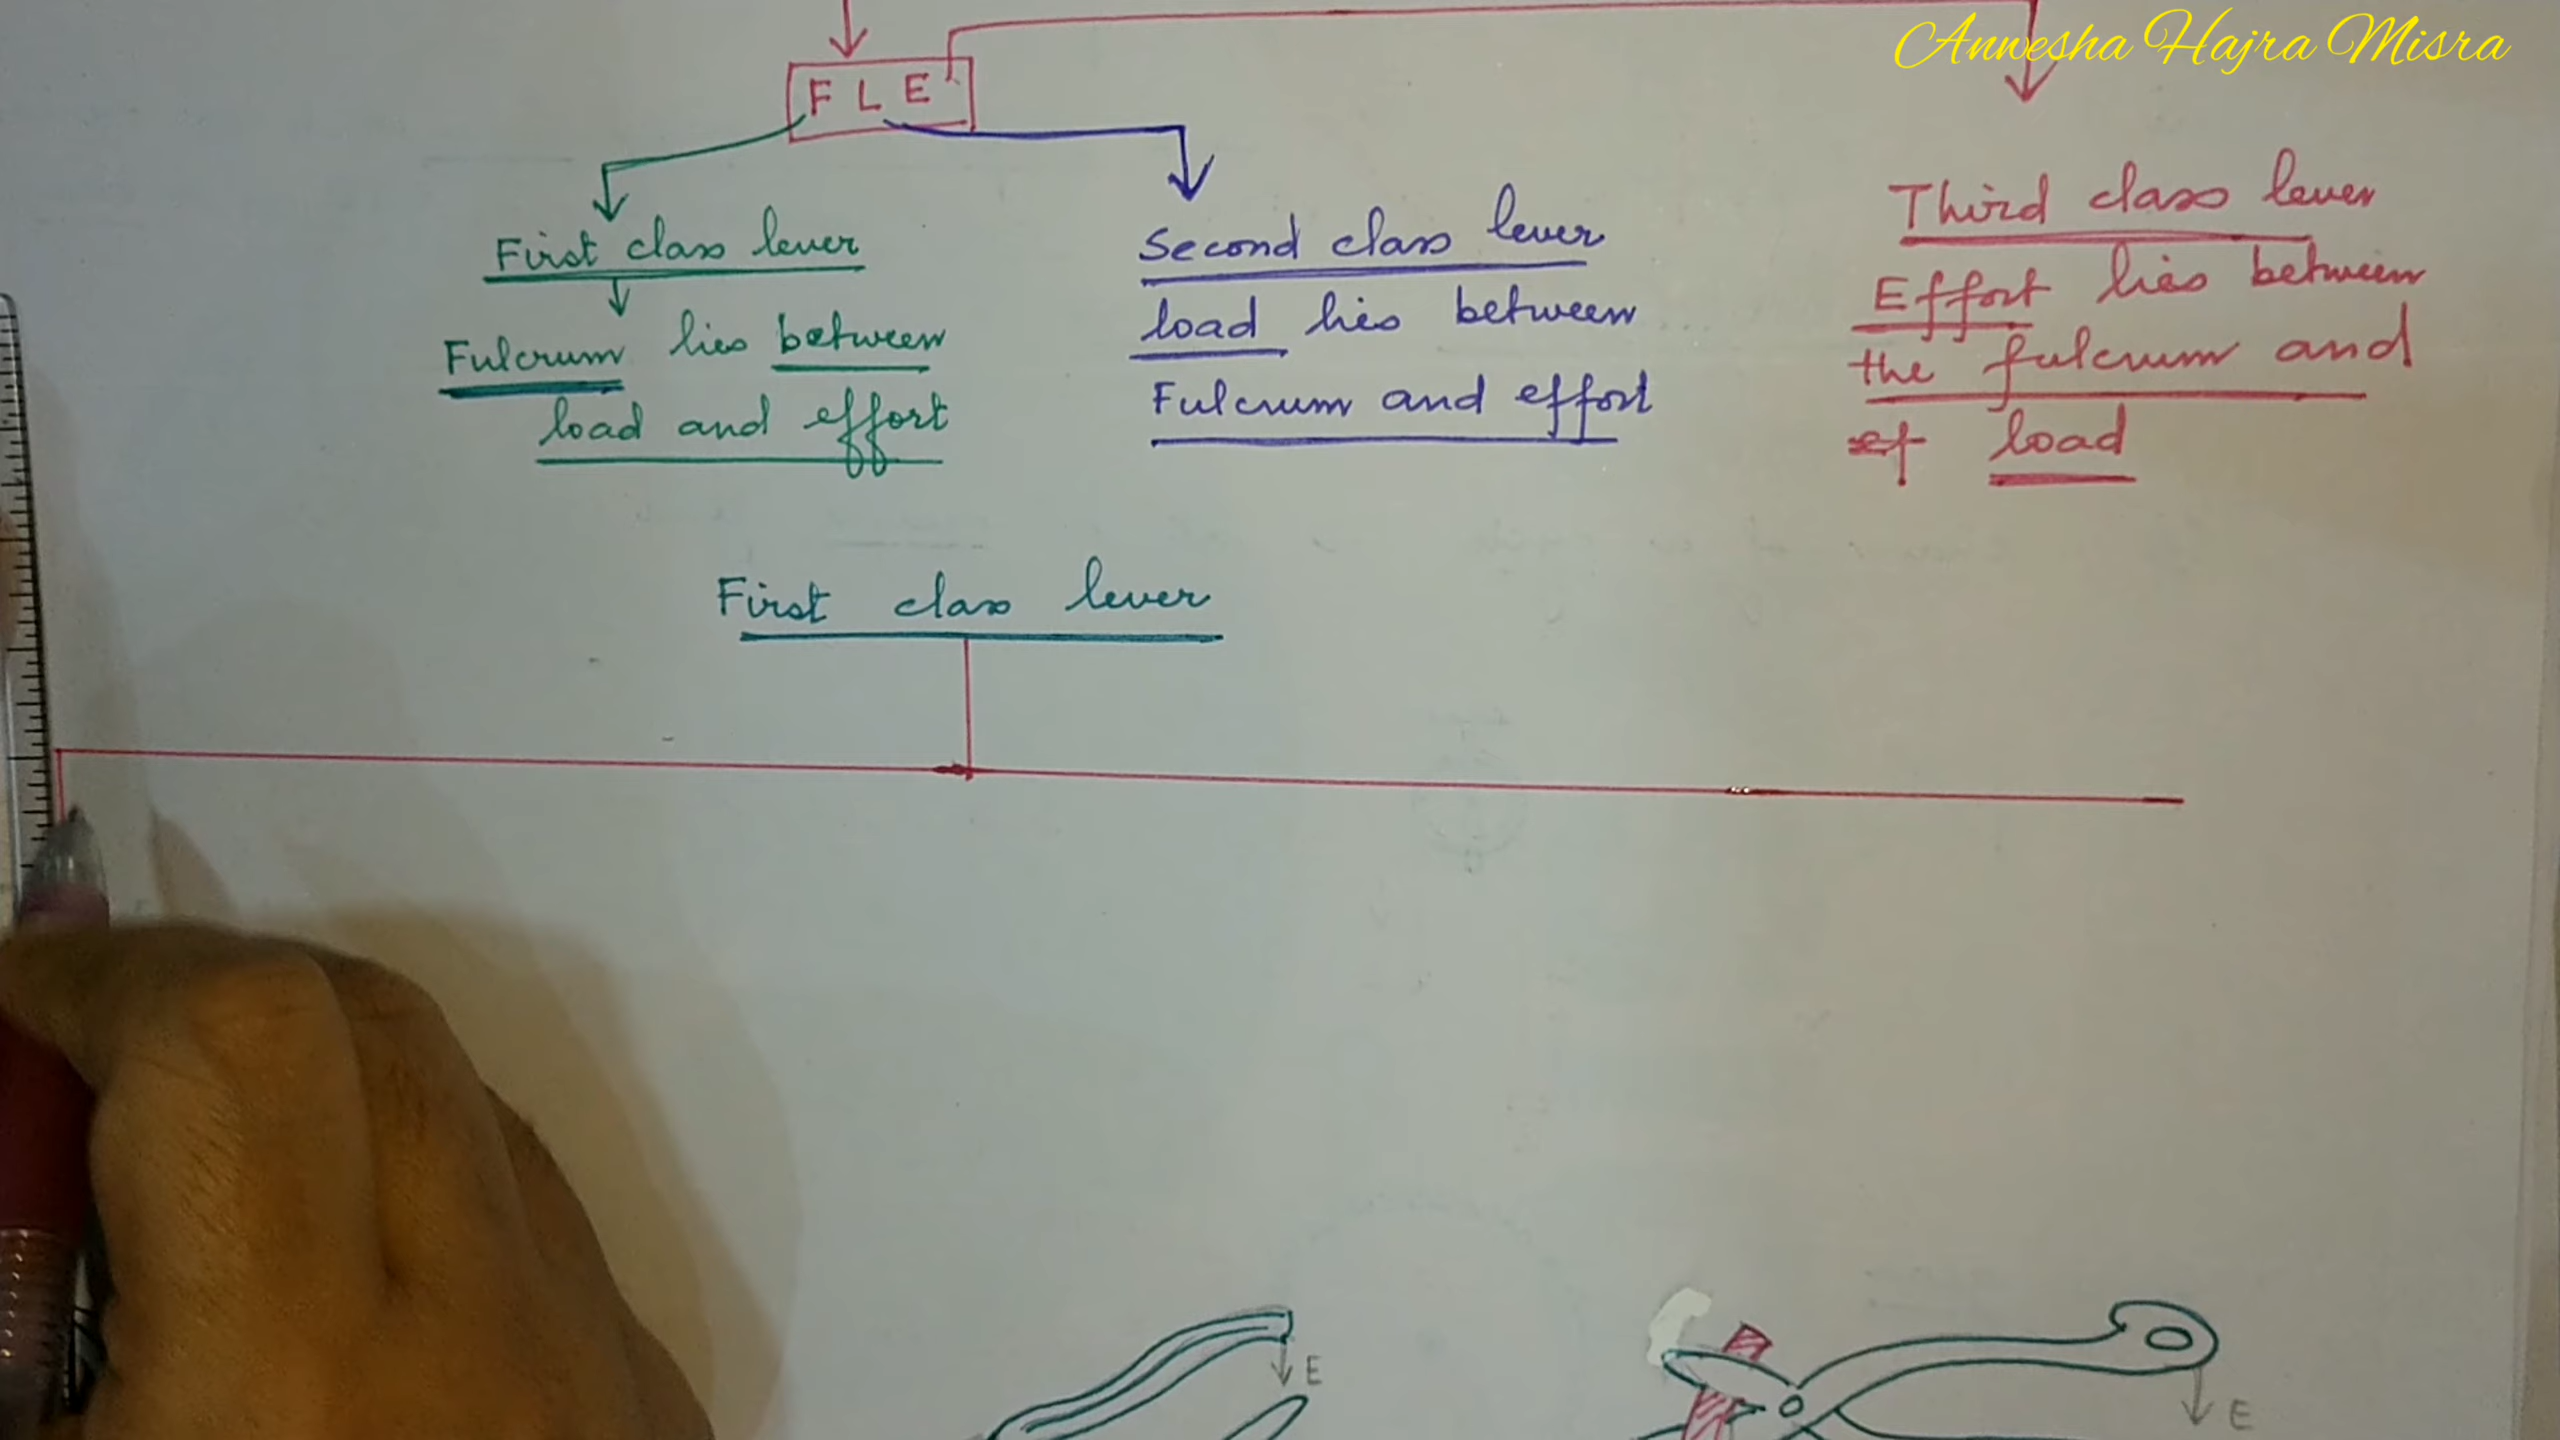 Annesha Hajra Misra
F L E
First class lever
Fulcrum lies between
load and effort
Second class lever
load lies between
Fulcrum and effort
Third class lever
Effort lies between
the fulcrum and
load
First class lever
E
E